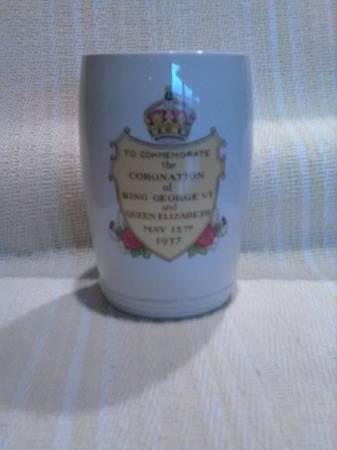 TO COMMEMORATE
the
CORONATION
of
KING GEORGE VI
and
QUEEN ELIZABETH
MAY 12TH
1937.